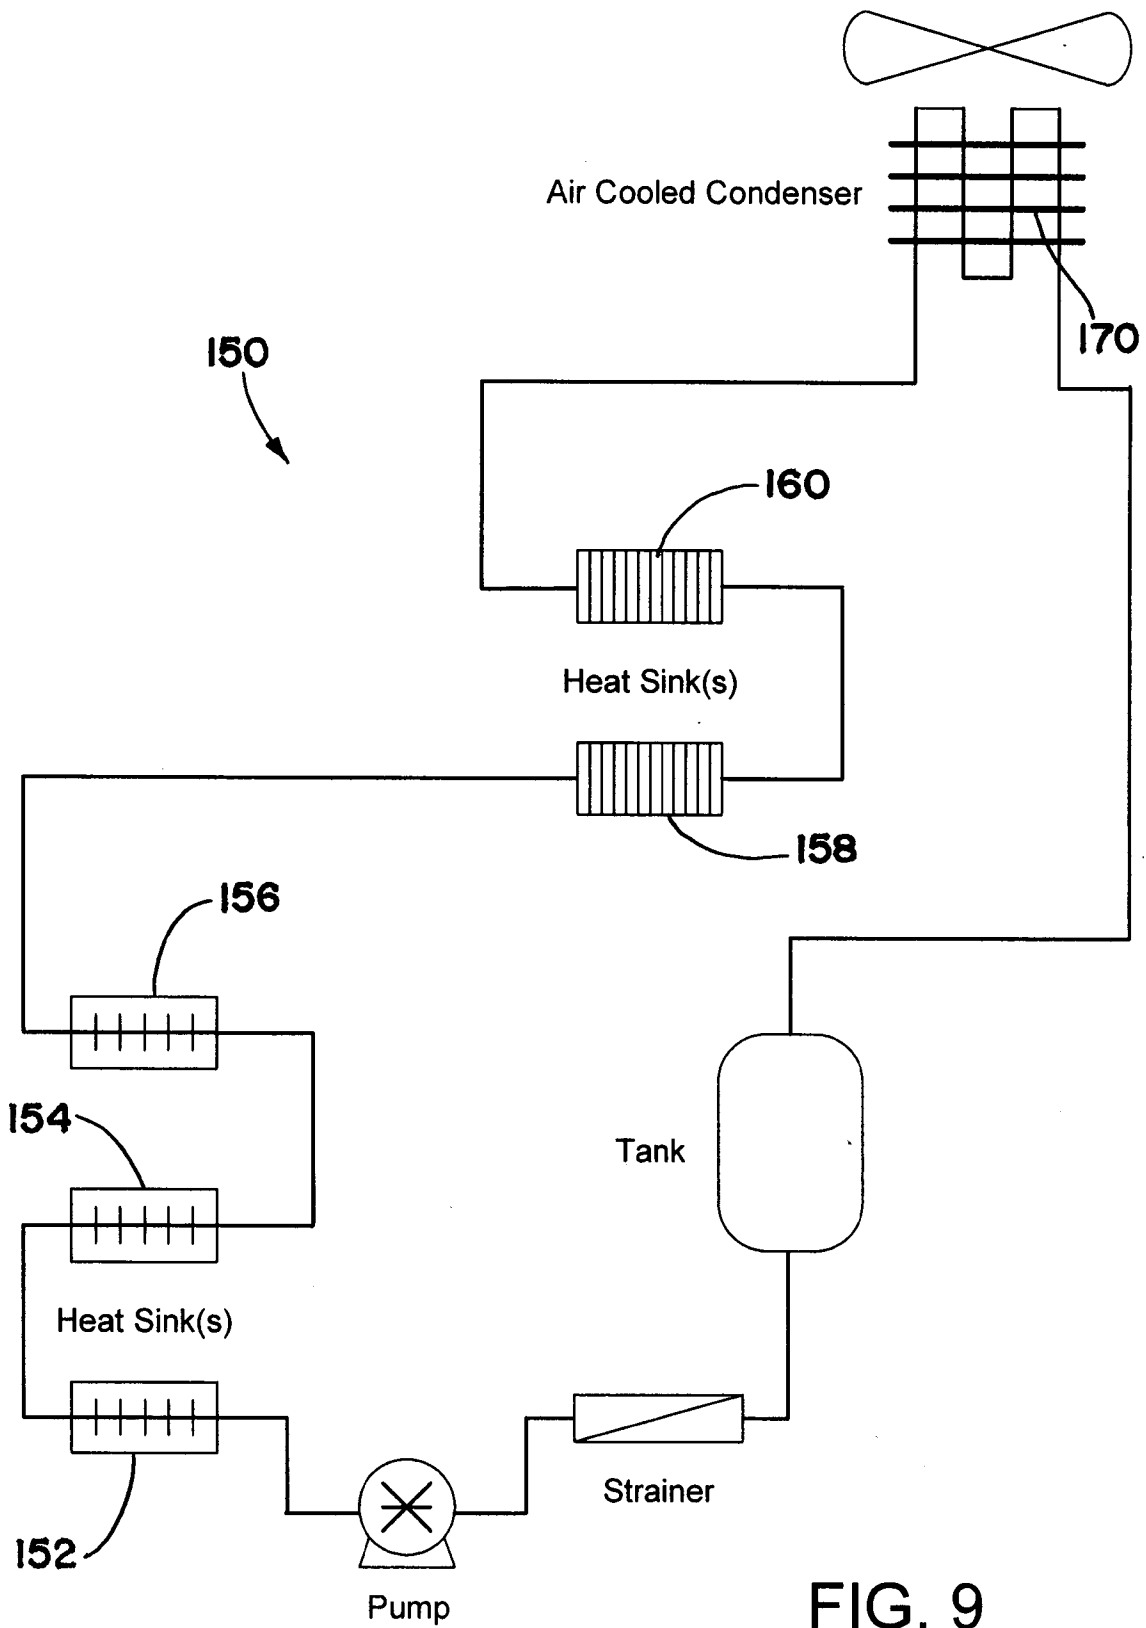 Air Cooled Condenser
170
150
160
Heat Sink(s)
158
156
154
Tank
Heat Sink(s)
Strainer
152
Pump
FIG. 9